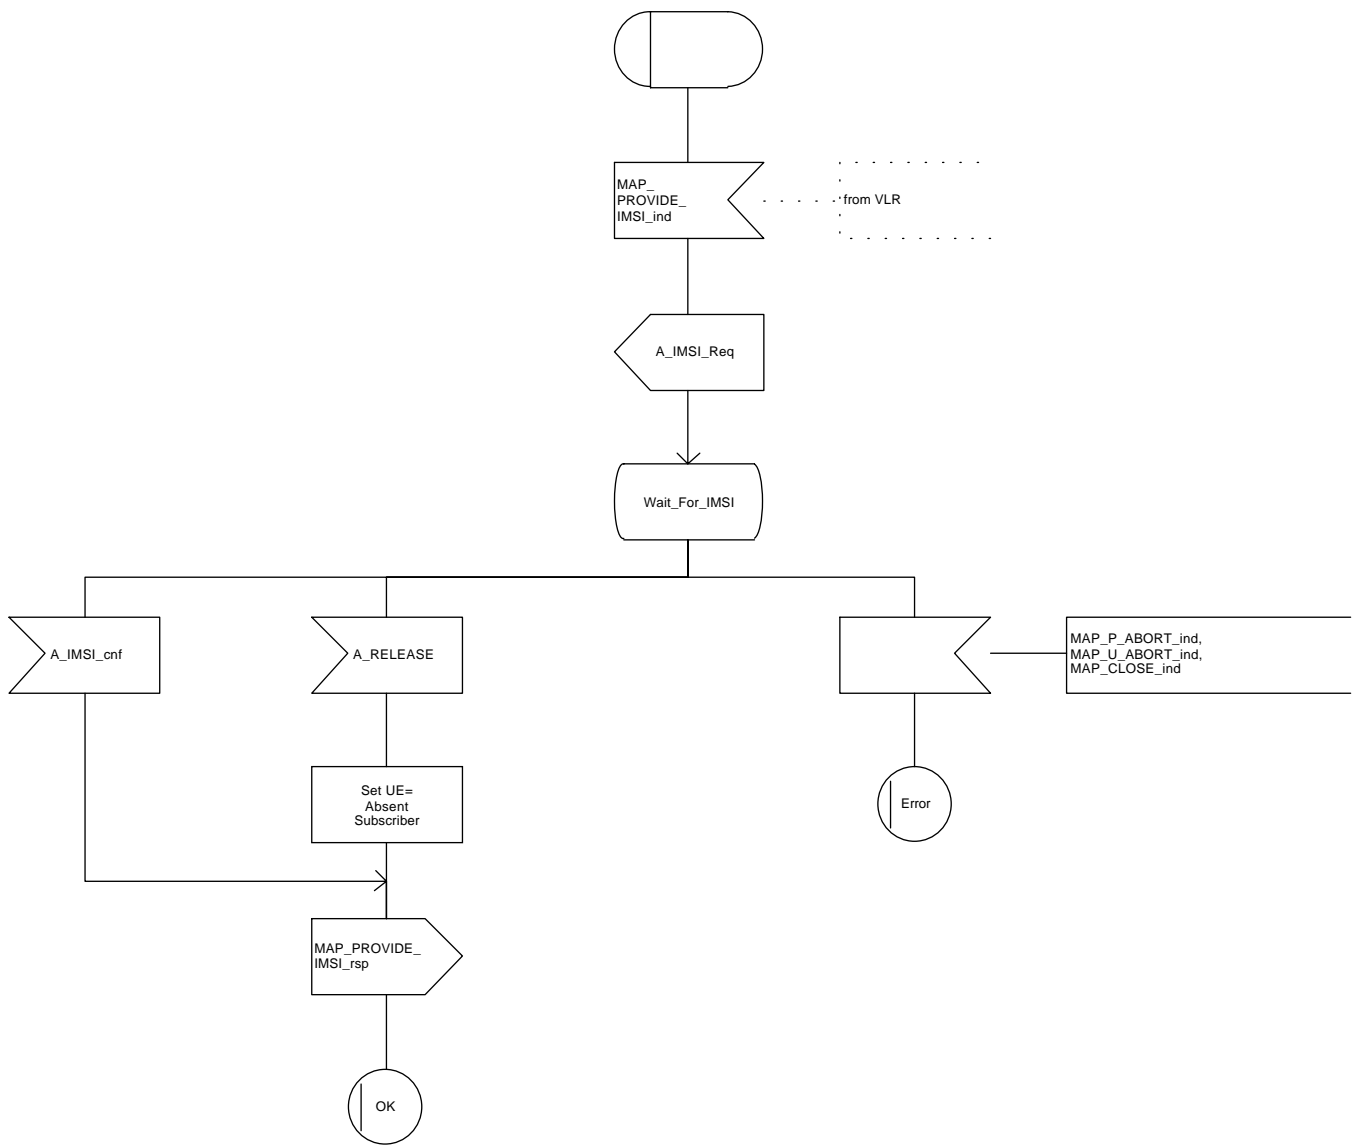 MAP_
PROVIDE_
IMSI_ind
from VLR
A_IMSI_Req
Wait_For_IMSI
A_IMSI_cnf
A_RELEASE
MAP_P_ABORT_ind,
MAP_U_ABORT_ind,
MAP_CLOSE_ind
Set UE=
Absent
Subscriber
Error
MAP_PROVIDE_
IMSI_rsp
OK